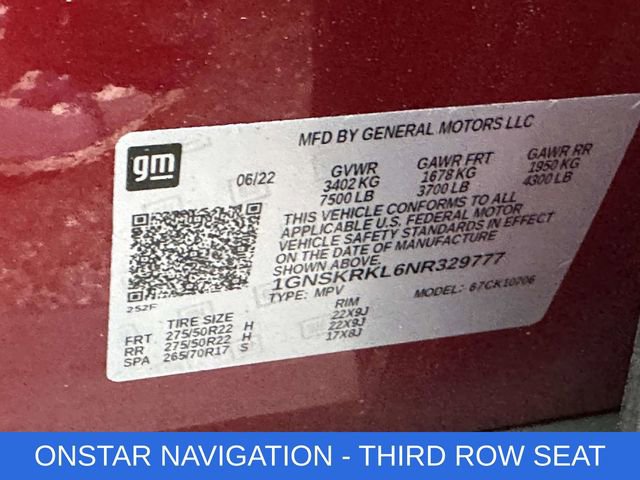 MFD BY GENERAL MOTORS LLC
gm
06/22
GVWR GAWR FRT GAWR RR
3402 KG 1678 KG 1950 KG
7500 LB 3700 LB 4300 LB
THIS VEHICLE CONFORMS TO ALL
APPLICABLE U.S. FEDERAL MOTOR
VEHICLE SAFETY STANDARDS IN EFFECT
ON THE DATE OF MANUFACTURE
SHOWN ABOVE.
1GNSKRKL6NR329777
TYPE: MPV MODEL: 67CK10706
252F
TIRE SIZE RIM
FRT 275/50R22 H 22X9J
RR 275/50R22 H 22X9J
SPA 265/70R17 S 17X8J
ONSTAR NAVIGATION - THIRD ROW SEAT